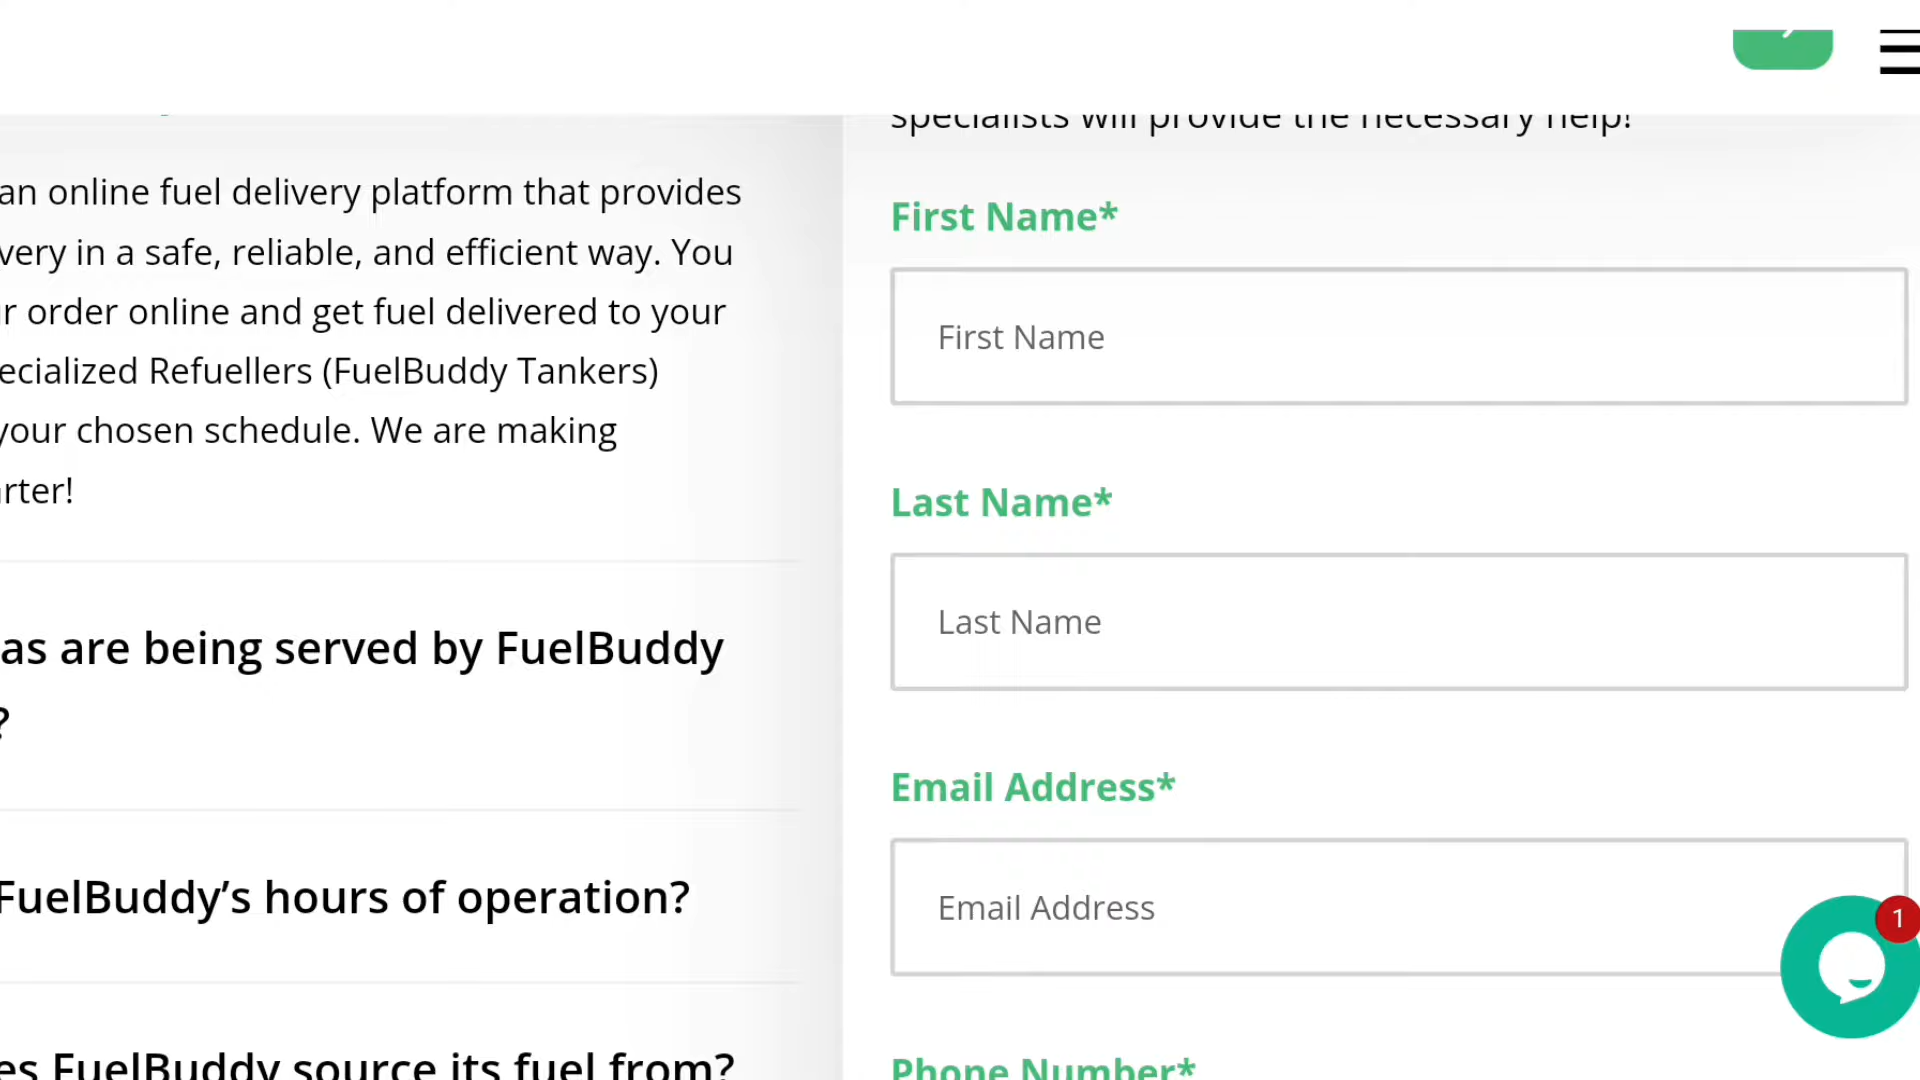 an online fuel delivery platform that provides
very in a safe, reliable, and efficient way. You
r order online and get fuel delivered to your
ecialized Refuellers (FuelBuddy Tankers)
your chosen schedule. We are making
rter!
as are being served by FuelBuddy
?
FuelBuddy’s hours of operation?
es FuelBuddy source its fuel from?
specialists will provide the necessary help!
First Name*
First Name
Last Name*
Last Name
Email Address*
Email Address
1
Phone Number*